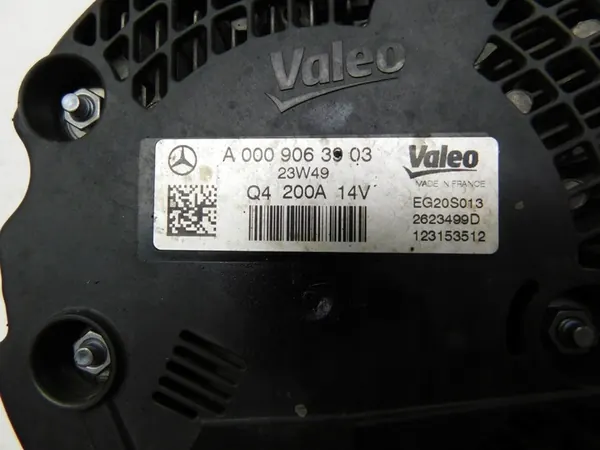 Valeo
A 000 906 39 03
23W49
Q4 200A 14V
Valeo
MADE IN FRANCE
EG20S013
2623499D
123153512